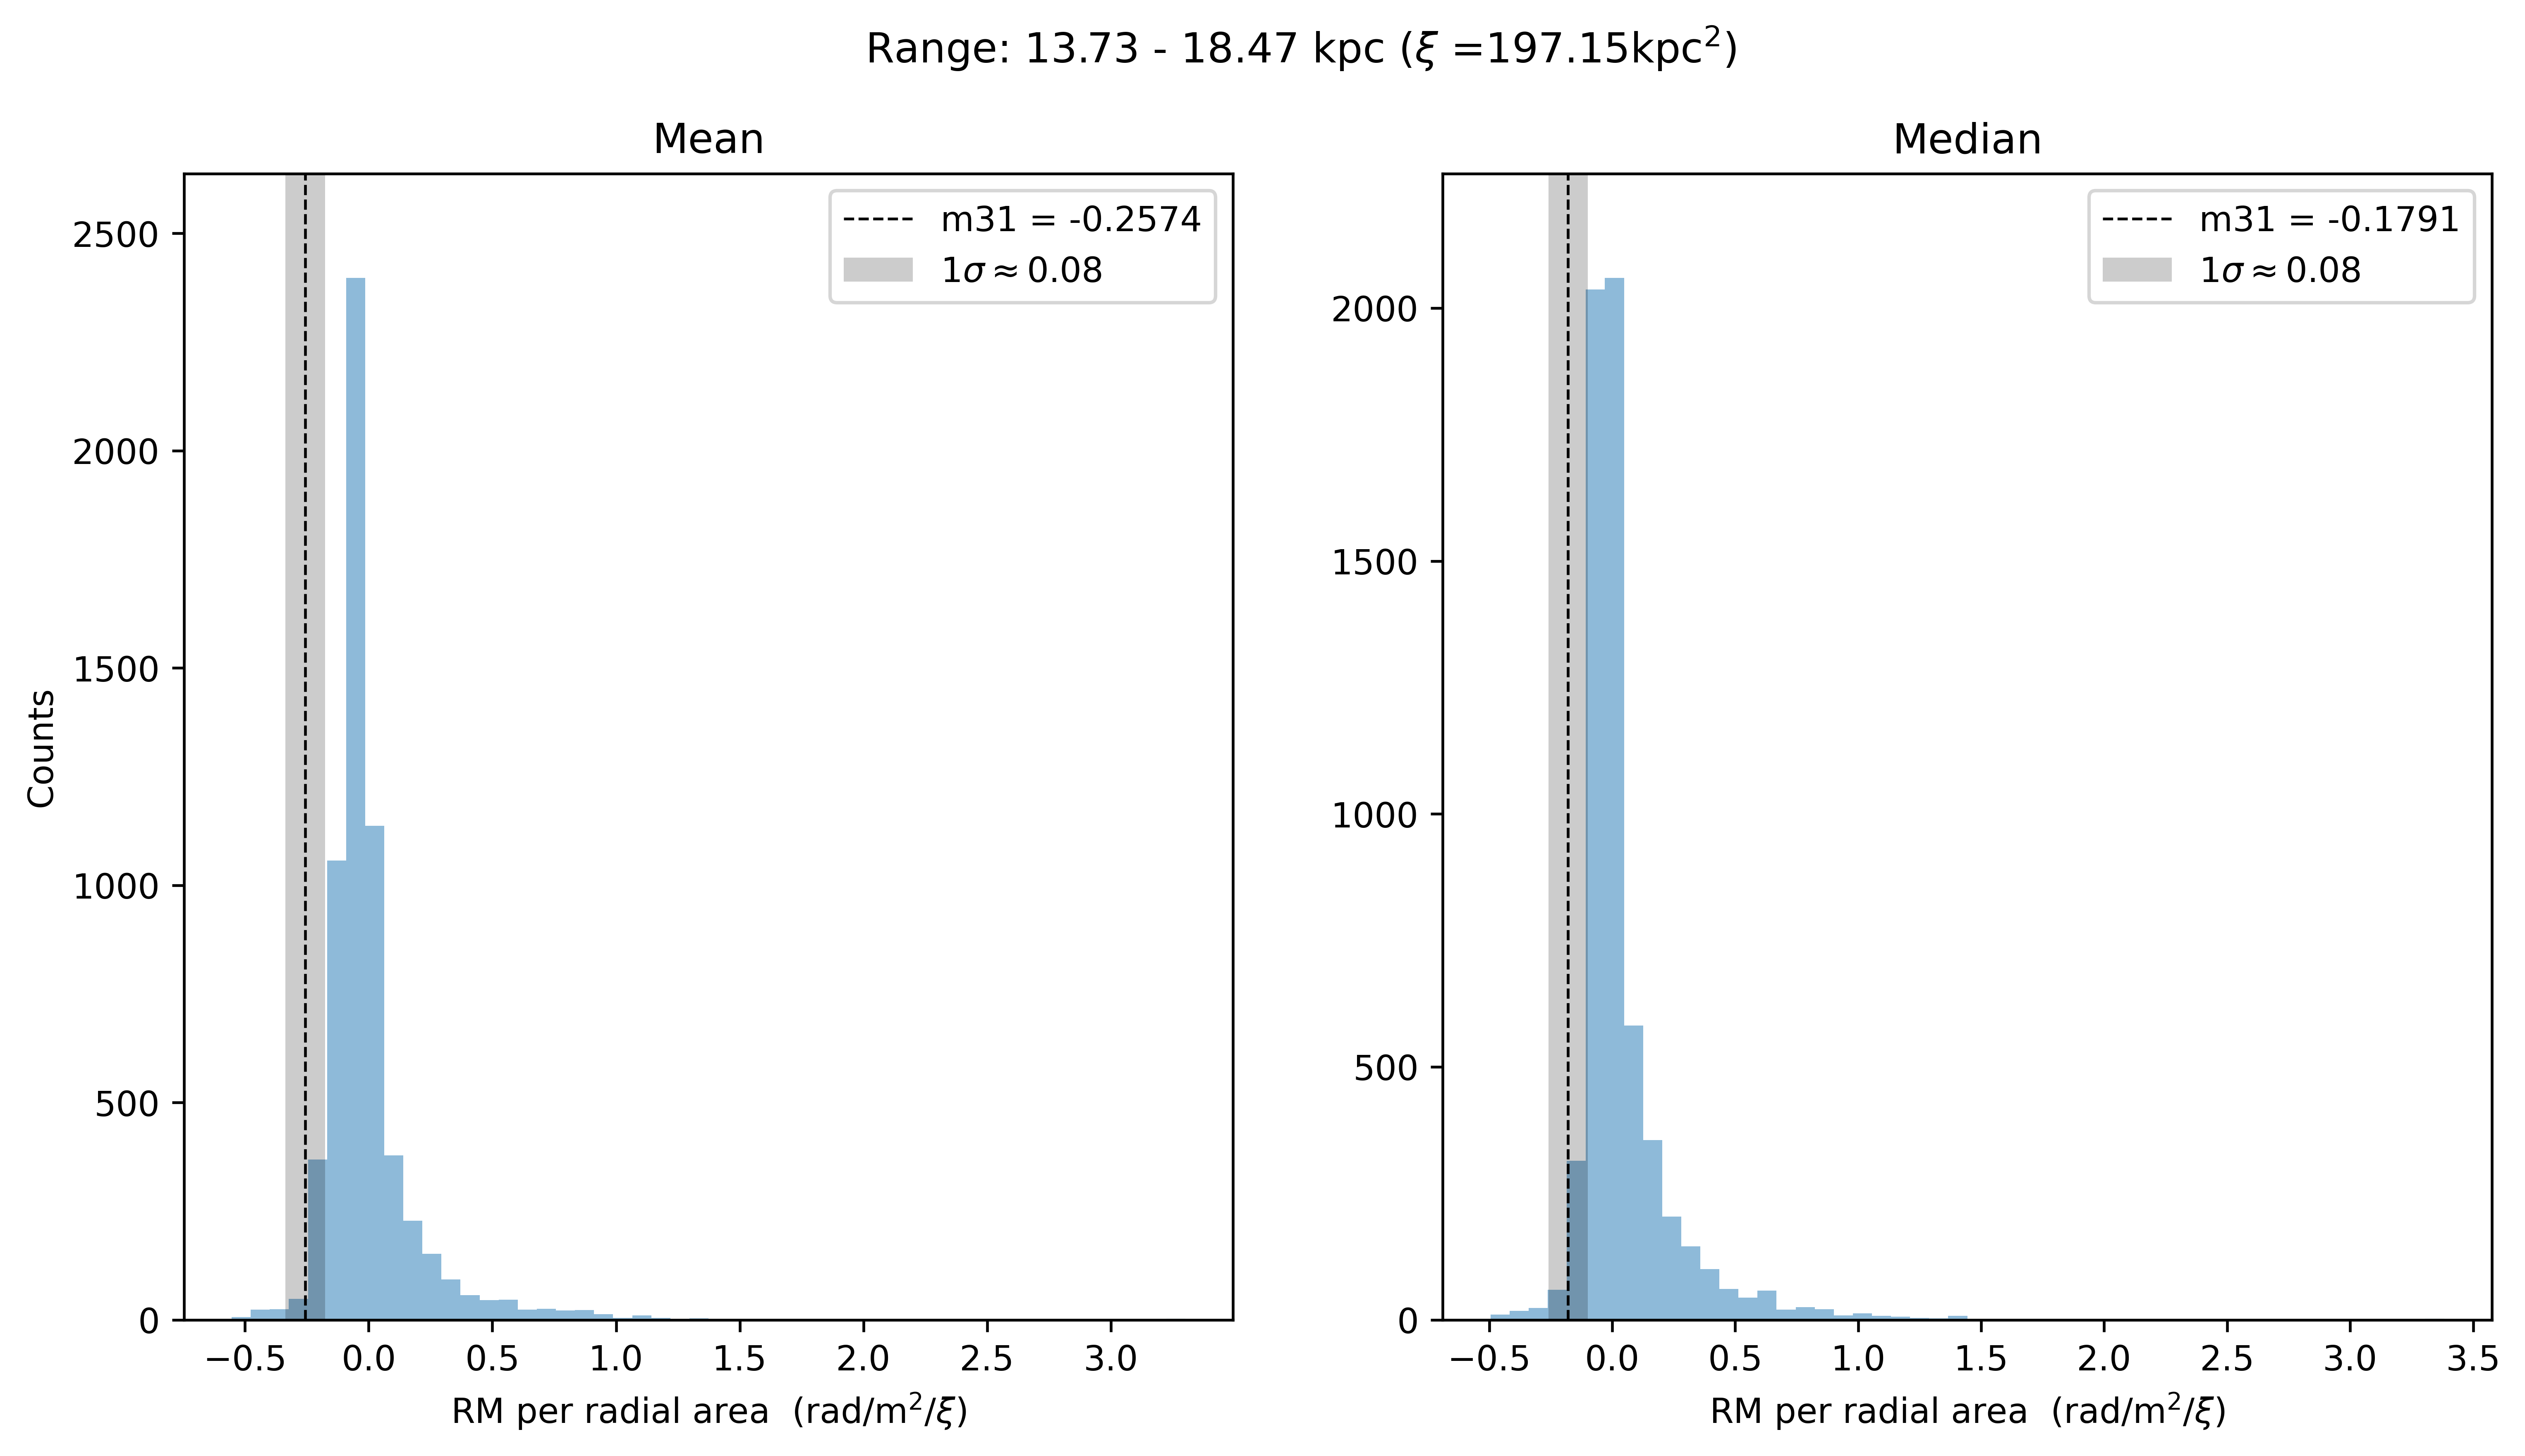 Range: 13.73 - 18.47 kpc (ξ =197.15kpc²)
Mean
m31 = -0.2574
1σ≈0.08
2500
2000
1500
1000
500
0
Counts
−0.5 0.0 0.5 1.0 1.5 2.0 2.5 3.0
RM per radial area (rad/m²/ξ)
Median
m31 = -0.1791
1σ≈0.08
2000
1500
1000
500
0
−0.5 0.0 0.5 1.0 1.5 2.0 2.5 3.0 3.5
RM per radial area (rad/m²/ξ)